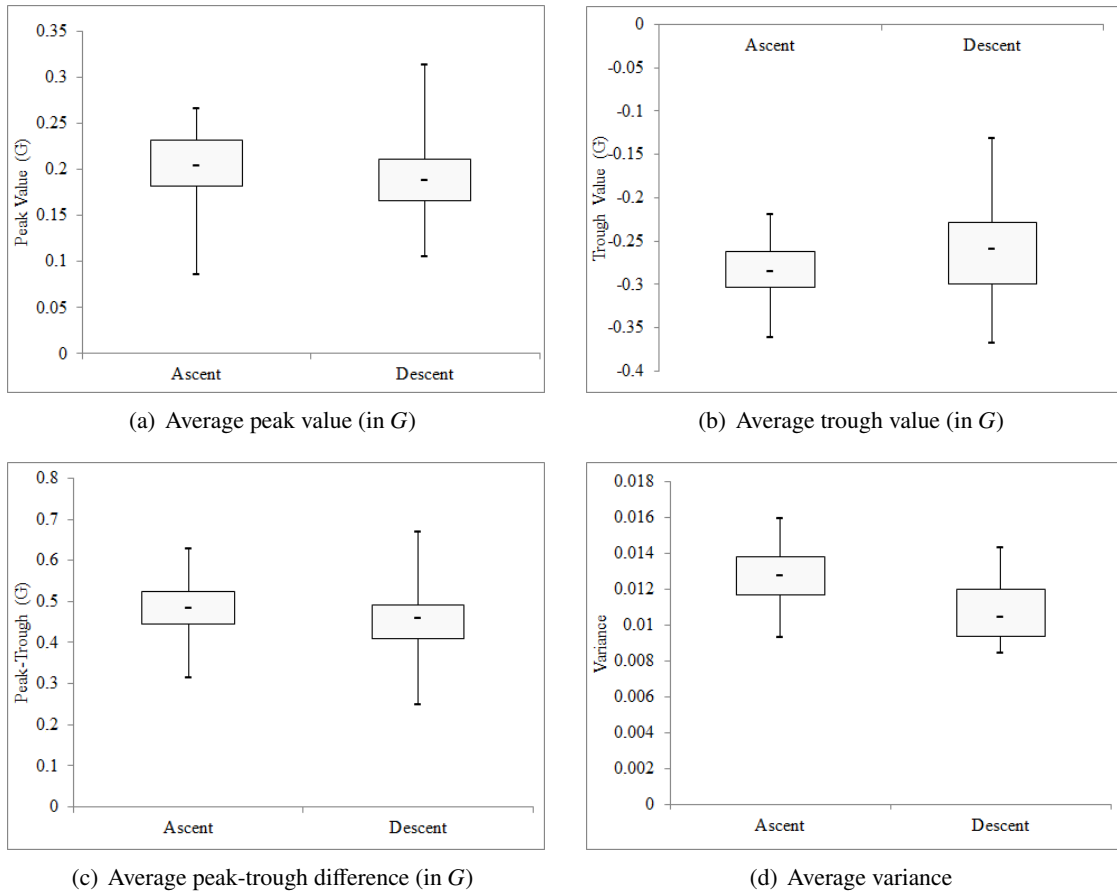 0.35
0.3
0.25
0.2
0.15
0.1
0.05
0
Peak Value (G)
Ascent
Descent
(a) Average peak value (in G)
0
-0.05
-0.1
-0.15
-0.2
-0.25
-0.3
-0.35
-0.4
Trough Value (G)
Ascent
Descent
(b) Average trough value (in G)
0.8
0.7
0.6
0.5
0.4
0.3
0.2
0.1
0
Peak-Trough (G)
Ascent
Descent
(c) Average peak-trough difference (in G)
0.018
0.016
0.014
0.012
0.01
0.008
0.006
0.004
0.002
0
Variance
Ascent
Descent
(d) Average variance